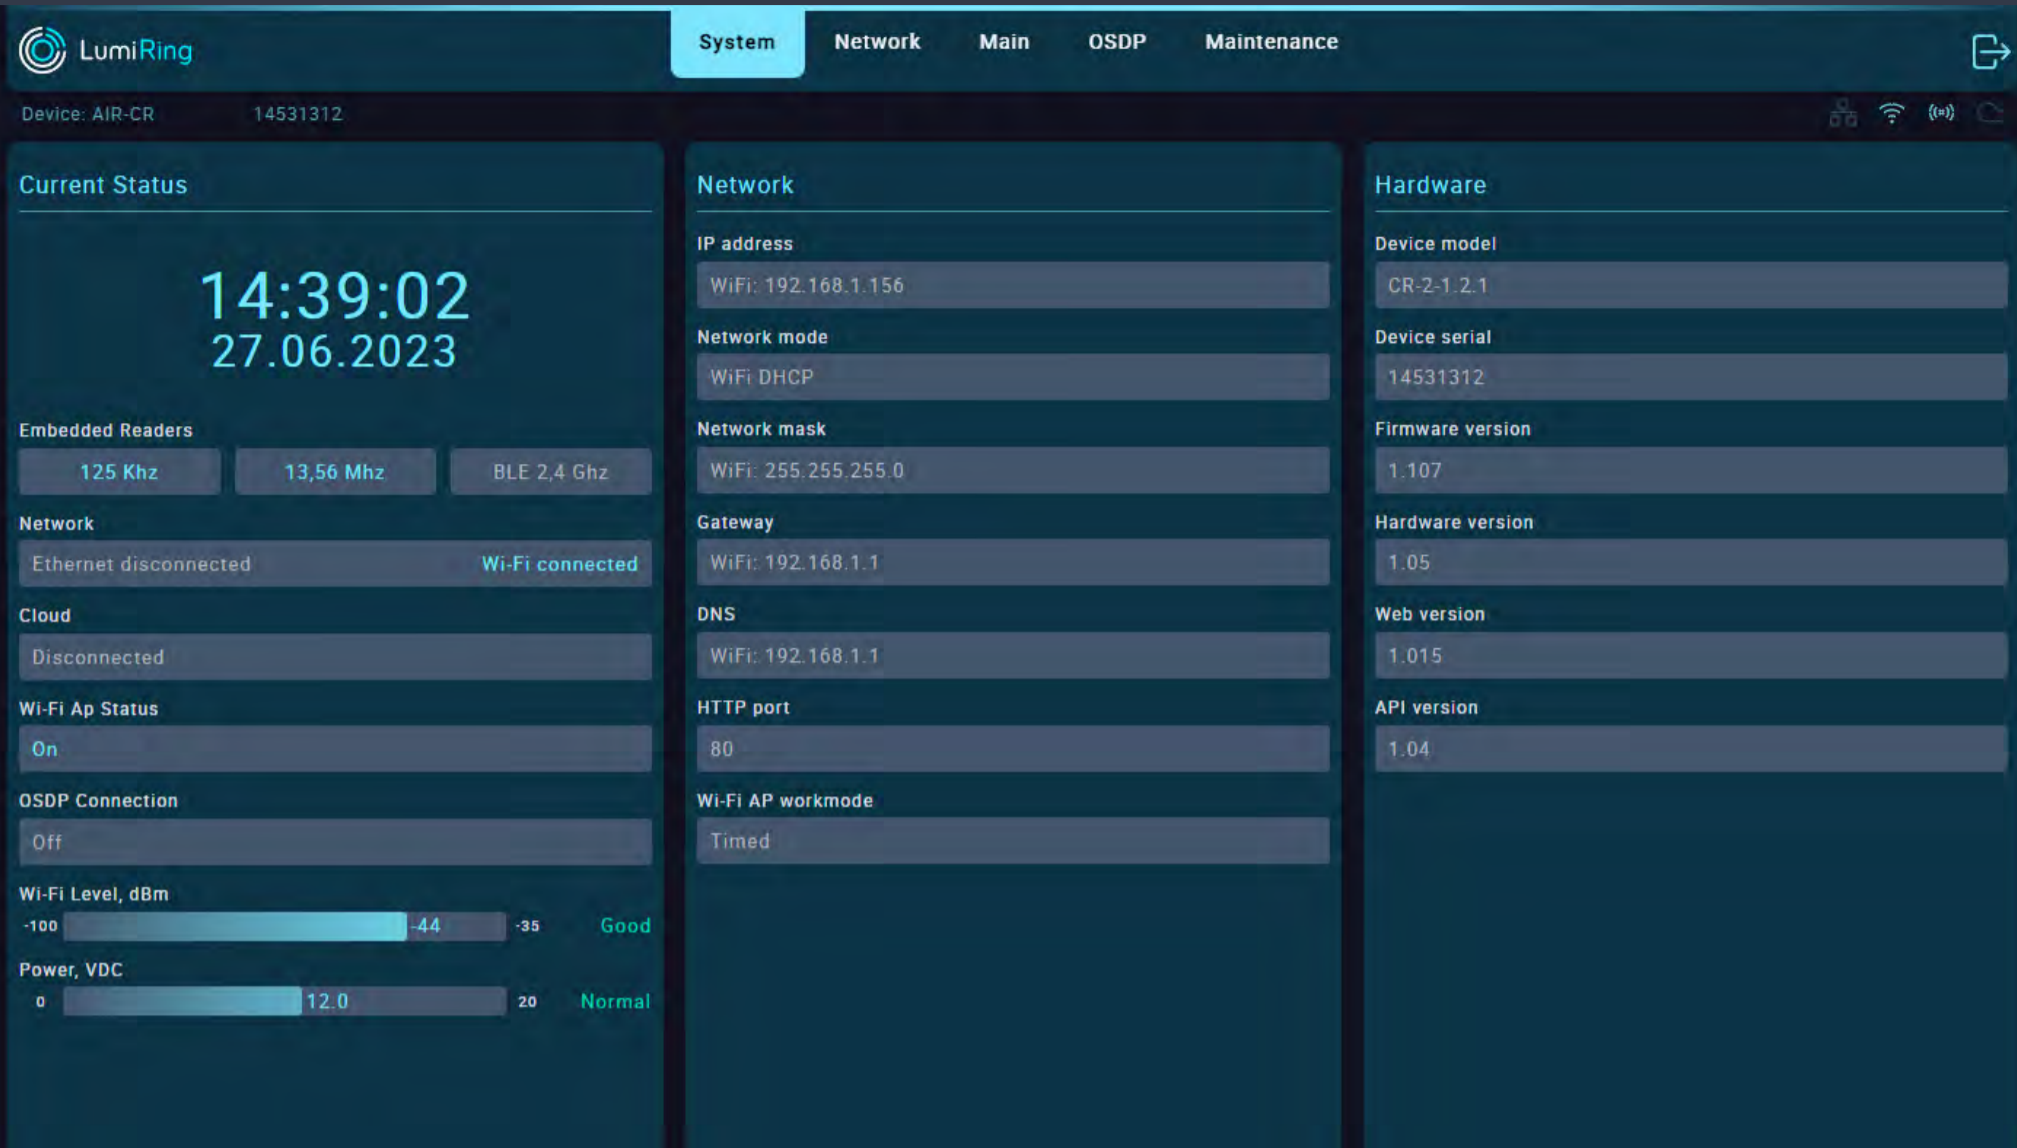 LumiRing
System
Network
Main
OSDP
Maintenance
Device: AIR-CR
14531312
Current Status
14:39:02
27.06.2023
Embedded Readers
125 Khz
13,56 Mhz
BLE 2,4 Ghz
Network
Ethernet disconnected
Wi-Fi connected
Cloud
Disconnected
Wi-Fi Ap Status
On
OSDP Connection
Off
Wi-Fi Level, dBm
-100
-44
-35
Good
Power, VDC
0
12.0
20
Normal
Network
IP address
WiFi: 192.168.1.156
Network mode
WiFi DHCP
Network mask
WiFi: 255.255.255.0
Gateway
WiFi: 192.168.1.1
DNS
WiFi: 192.168.1.1
HTTP port
80
Wi-Fi AP workmode
Timed
Hardware
Device model
CR-2-1.2.1
Device serial
14531312
Firmware version
1.107
Hardware version
1.05
Web version
1.015
API version
1.04